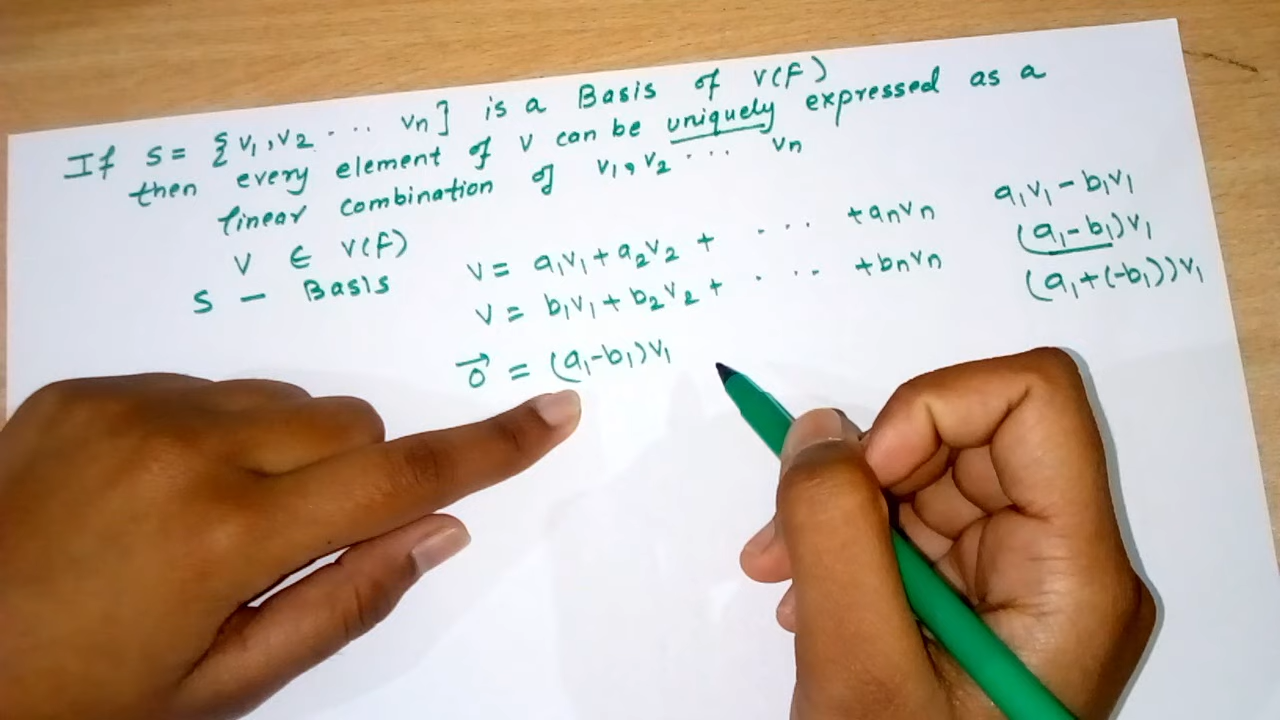 If S = {v₁, v₂ ... vₙ} is a Basis of V(F)
then every element of V can be uniquely expressed as a
linear combination of v₁, v₂ ... vₙ
V ∈ V(F)
S - Basis
v = a₁v₁ + a₂v₂ + ... + aₙvₙ
v = b₁v₁ + b₂v₂ + ... + bₙvₙ
0⃗ = (a₁-b₁)v₁
a₁v₁ - b₁v₁
(a₁-b₁)v₁
(a₁+(-b₁))v₁